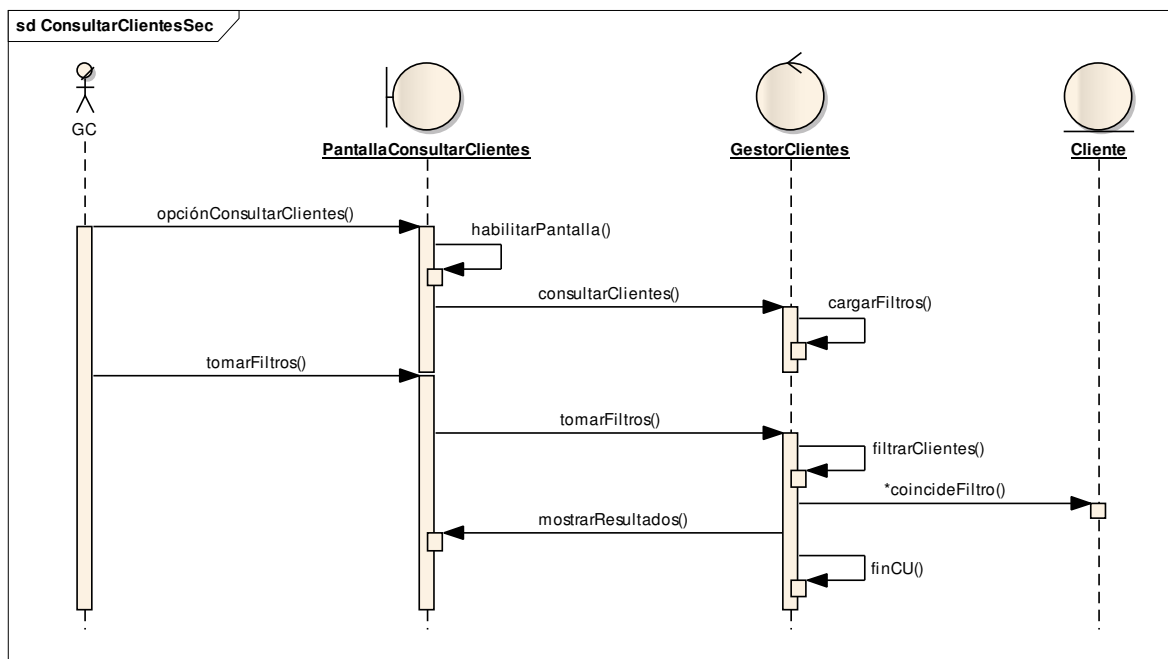 sd ConsultarClientesSec
GC
PantallaConsultarClientes
GestorClientes
Cliente
opciónConsultarClientes()
habilitarPantalla()
consultarClientes()
cargarFiltros()
tomarFiltros()
tomarFiltros()
filtrarClientes()
*coincideFiltro()
mostrarResultados()
finCU()